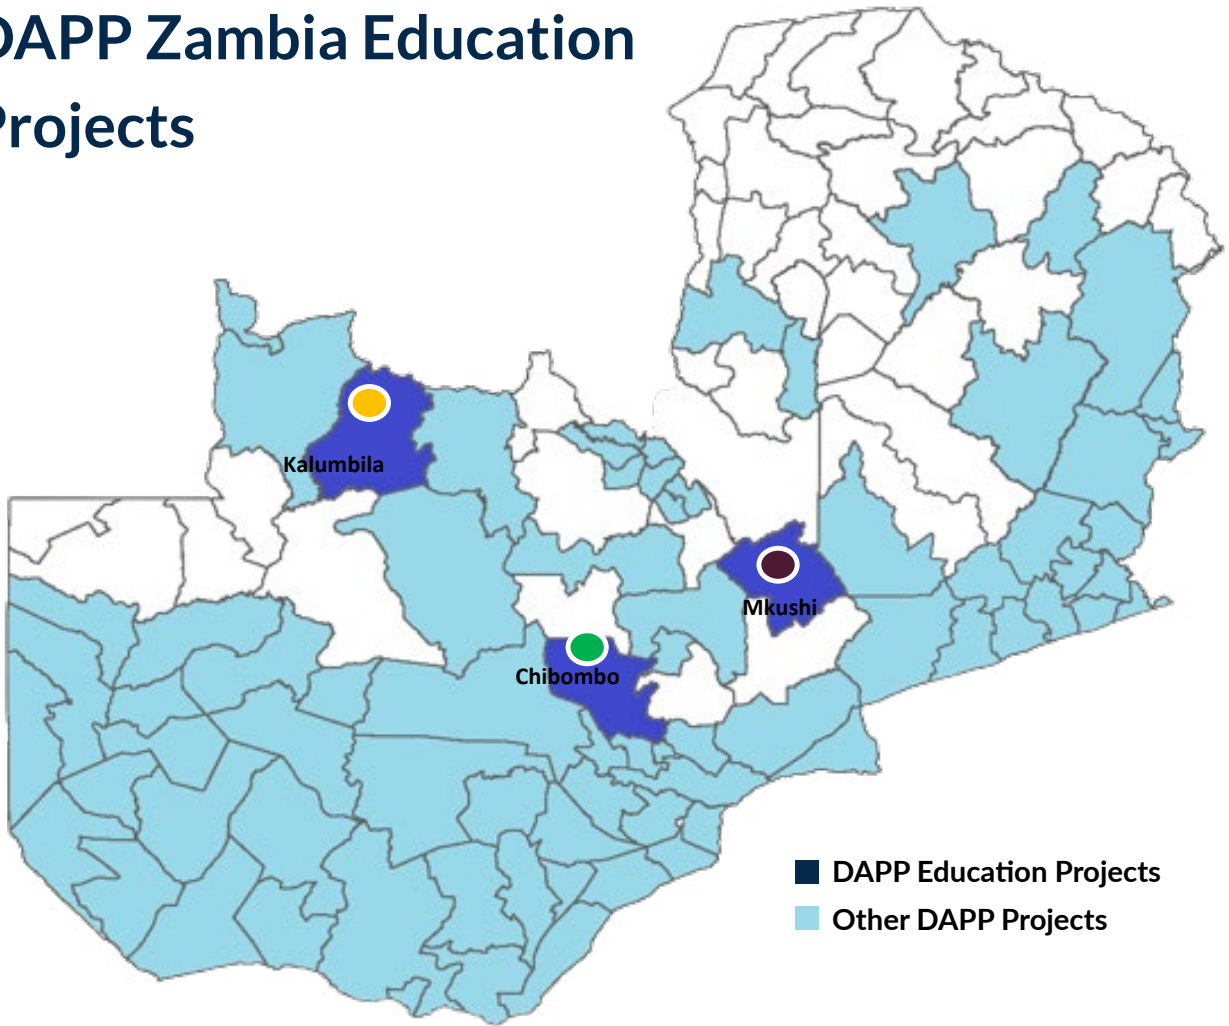 DAPP Zambia Education
Projects
Kalumbila
Mkushi
Chibombo
DAPP Education Projects
Other DAPP Projects